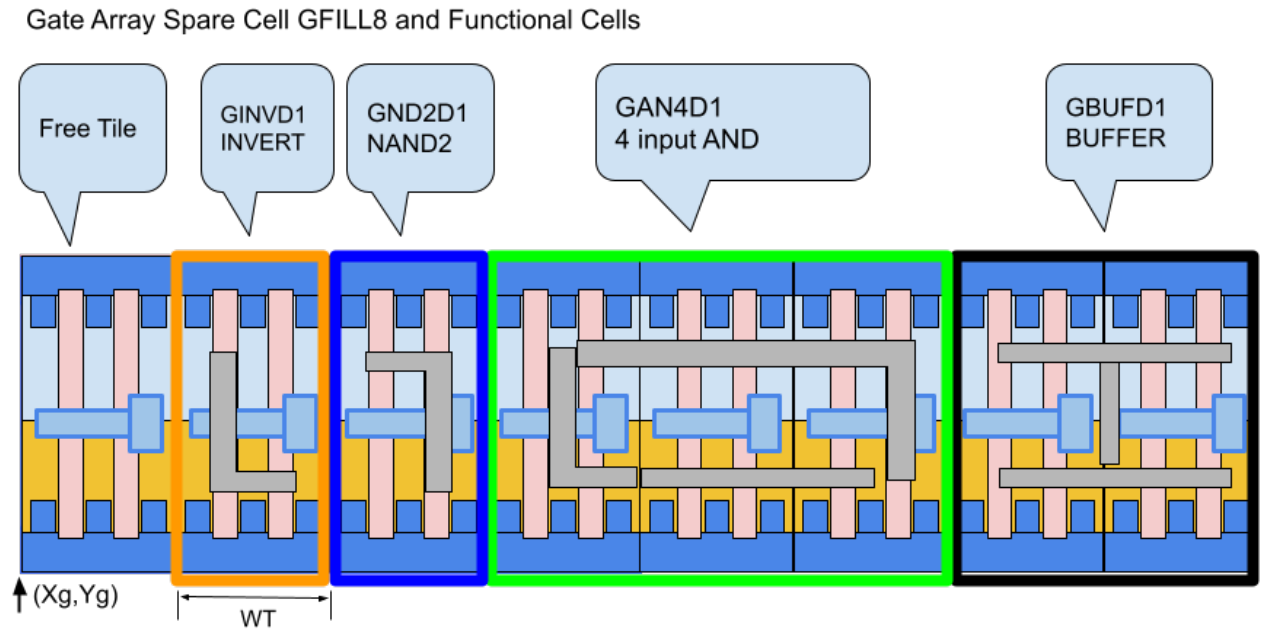 Gate Array Spare Cell GFILL8 and Functional Cells
Free Tile
GINVD1
INVERT
GND2D1
NAND2
GAN4D1
4 input AND
GBUFD1
BUFFER
(Xg,Yg)
WT